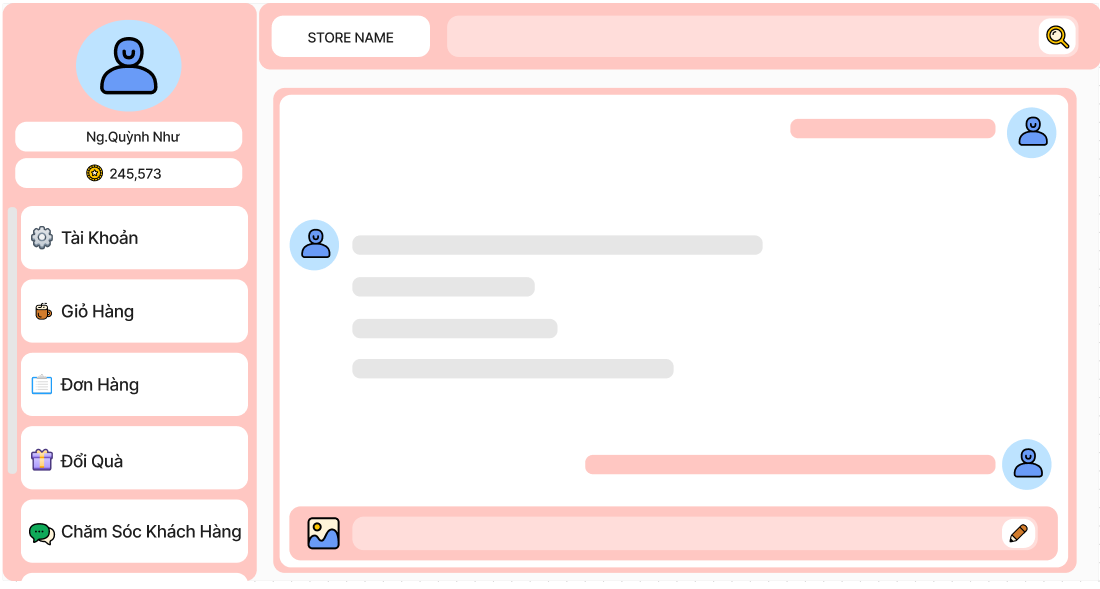 STORE NAME
Ng.Quỳnh Như
245,573
Tài Khoản
Giỏ Hàng
Đơn Hàng
Đổi Quà
Chăm Sóc Khách Hàng